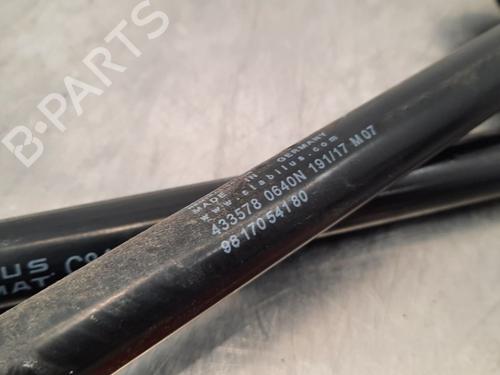 B-Parts
MADE IN GERMANY
www.stabilus.com
433578 0640N 191/17 M07
9817054180
US
MAT